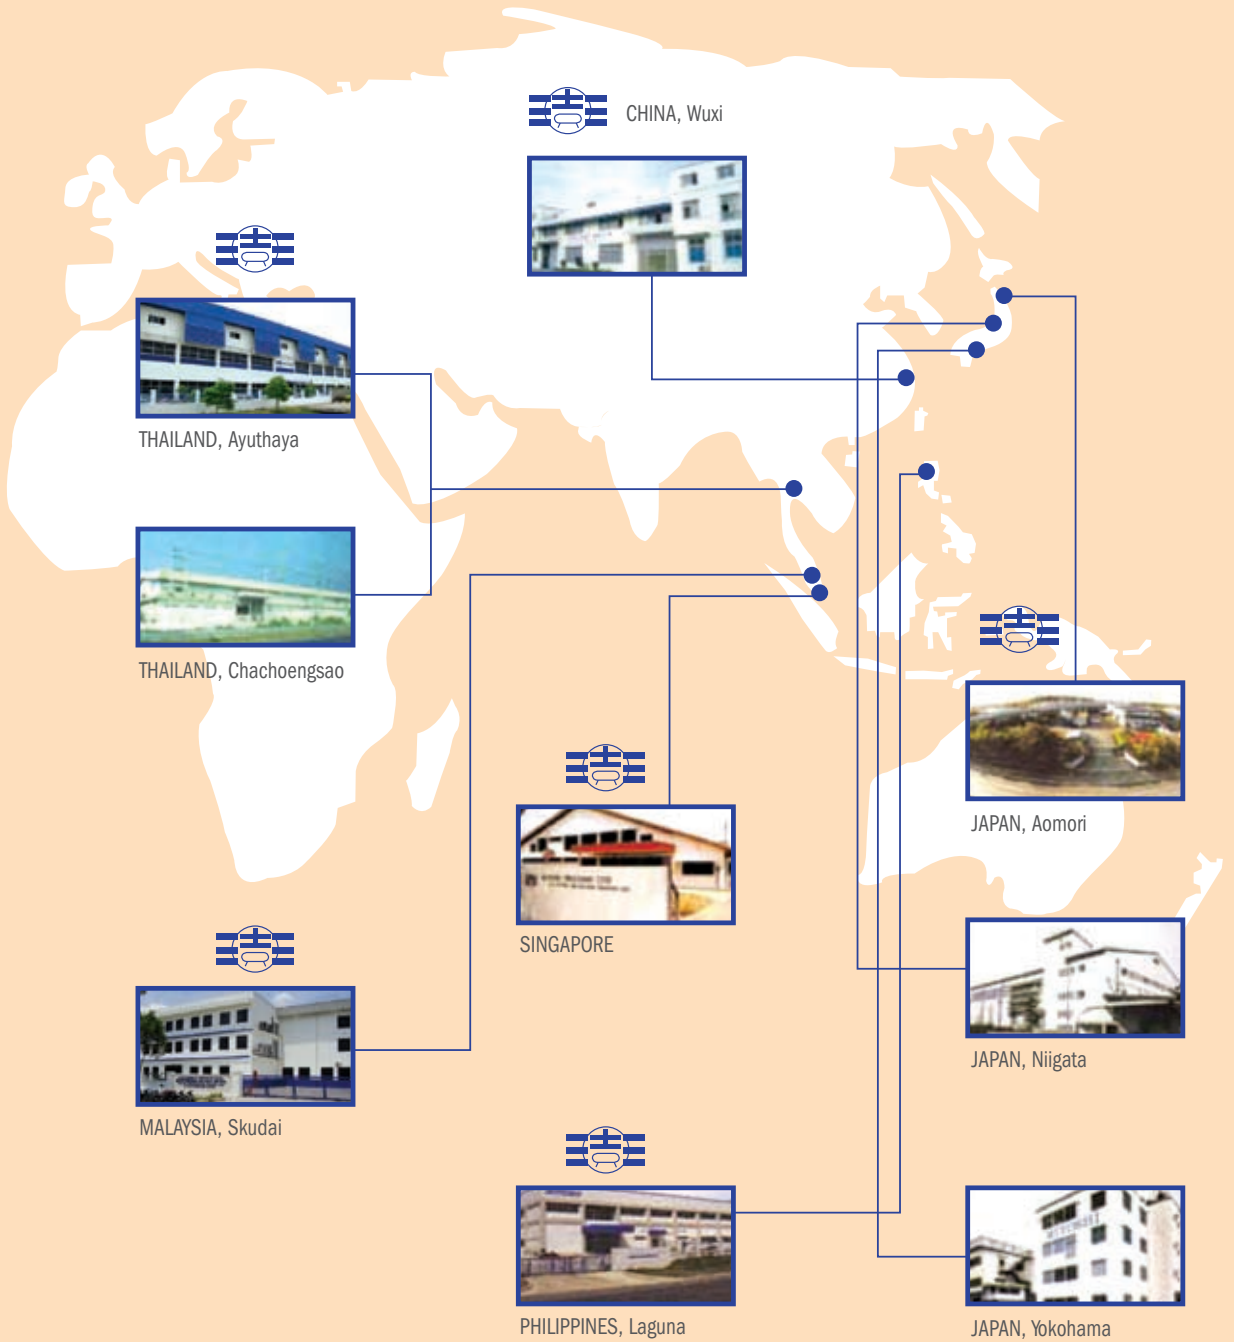 CHINA, Wuxi
THAILAND, Ayuthaya
THAILAND, Chachoengsao
JAPAN, Aomori
SINGAPORE
JAPAN, Niigata
MALAYSIA, Skudai
PHILIPPINES, Laguna
JAPAN, Yokohama